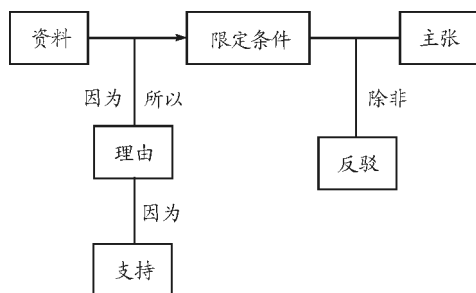 资料
限定条件
主张
因为
所以
除非
理由
反驳
因为
支持